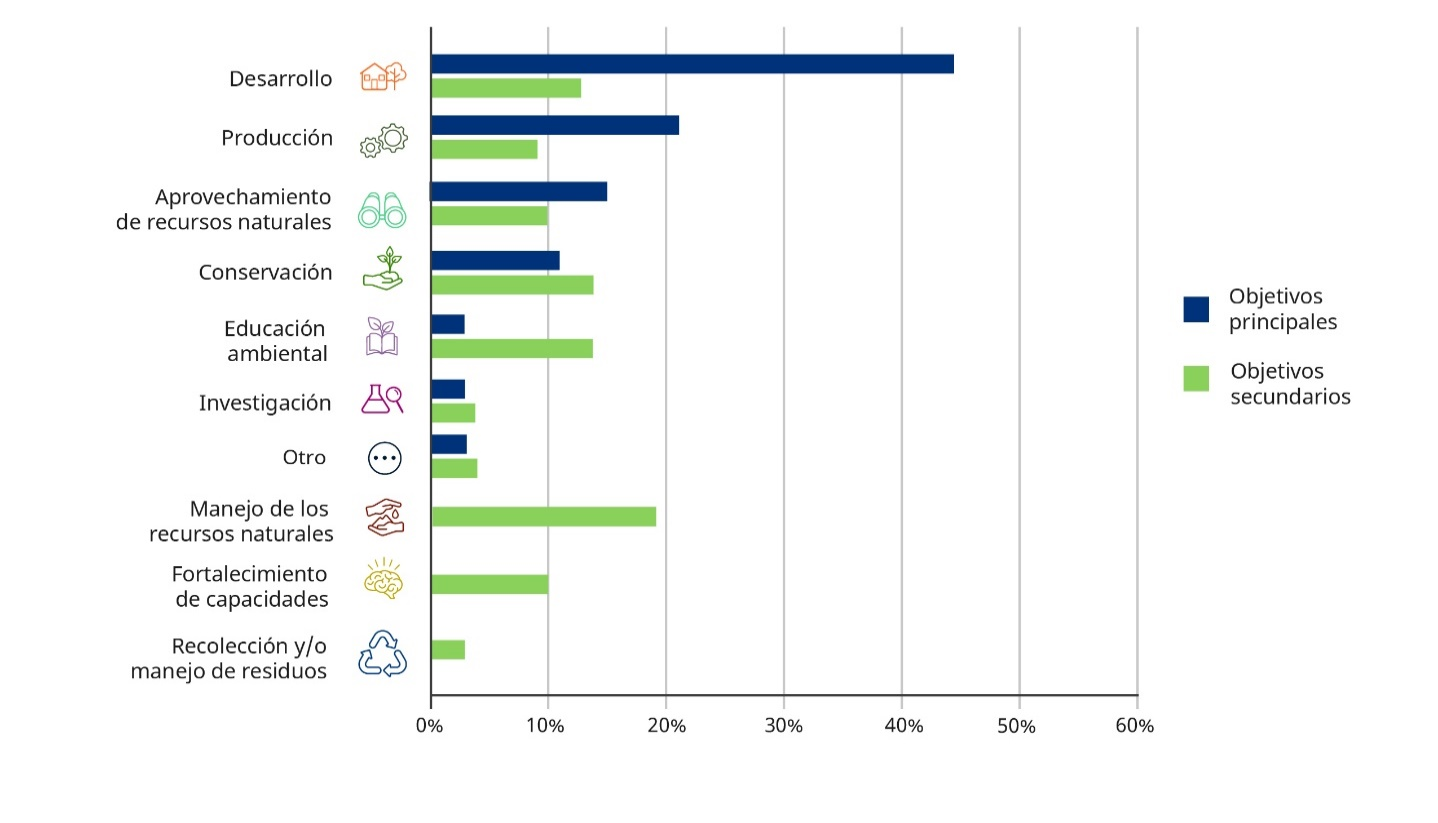 Desarrollo
Producción
Aprovechamiento
de recursos naturales
Conservación
Educación
ambiental
Investigación
Otro
Manejo de los
recursos naturales
Fortalecimiento
de capacidades
Recolección y/o
manejo de residuos
0%
10%
20%
30%
40%
50%
60%
Objetivos
principales
Objetivos
secundarios